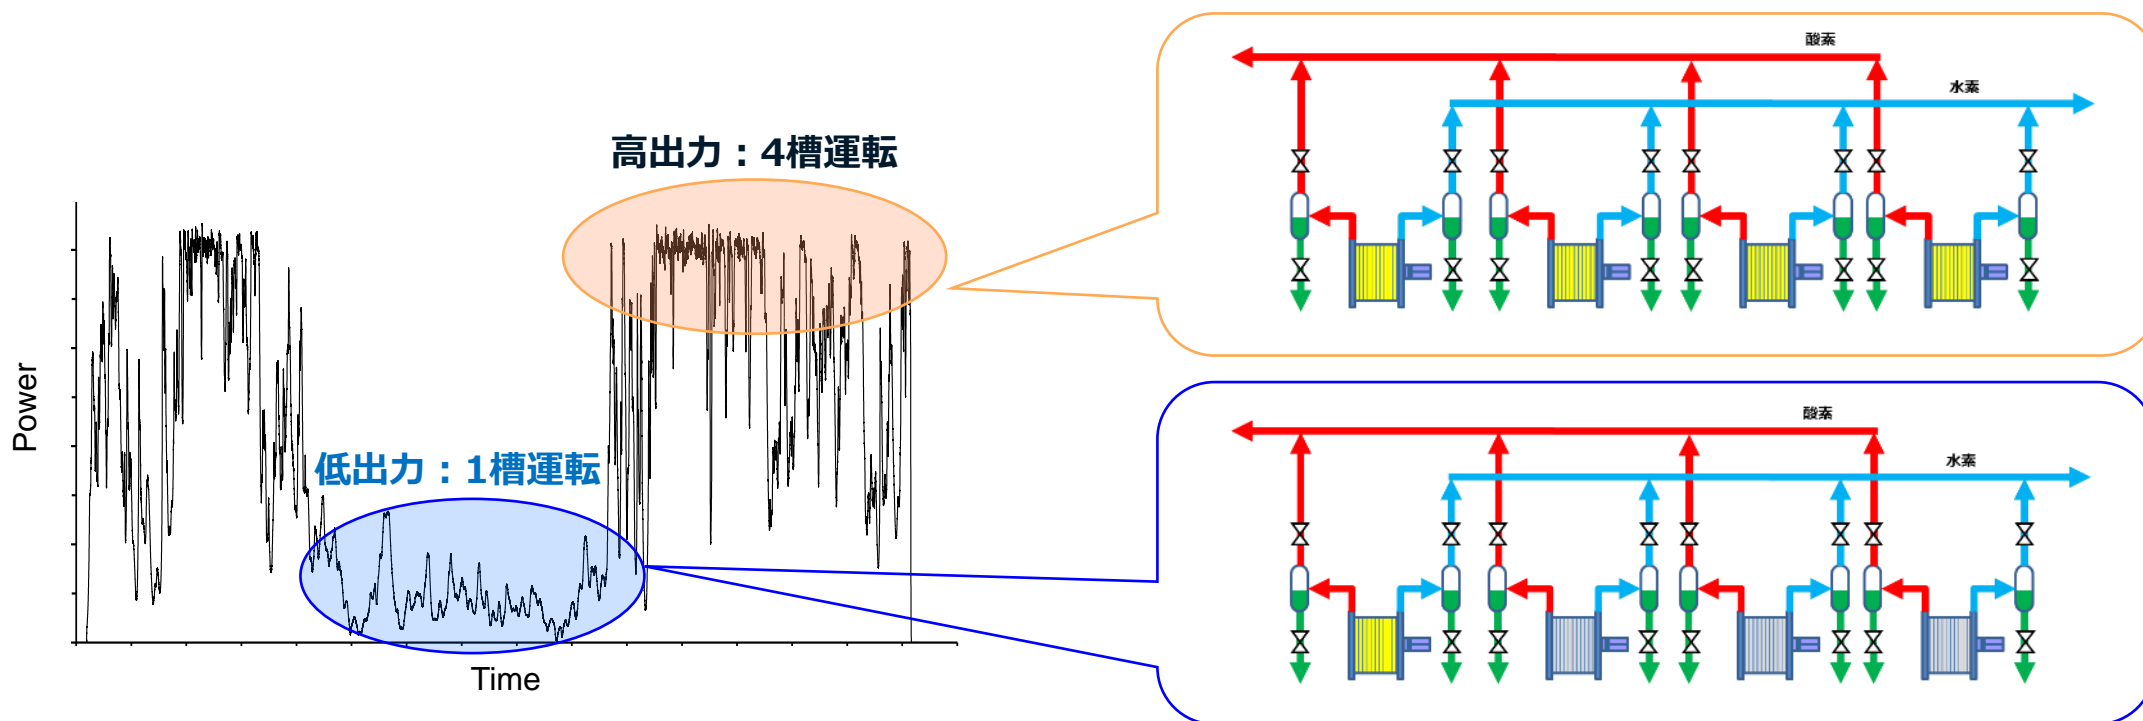 高出力：4槽運転
低出力：1槽運転
Power
Time
酸素
水素
酸素
水素